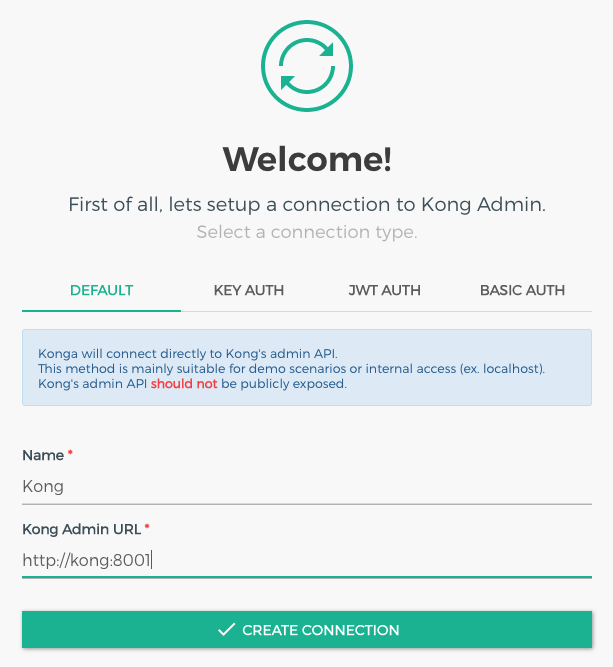 Welcome!
First of all, lets setup a connection to Kong Admin.
Select a connection type.
DEFAULT KEY AUTH JWT AUTH BASIC AUTH
Konga will connect directly to Kong's admin API.
This method is mainly suitable for demo scenarios or internal access (ex. localhost).
Kong's admin API should not be publicly exposed.
Name *
Kong
Kong Admin URL *
http://kong:8001
CREATE CONNECTION